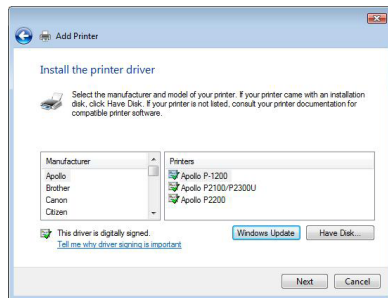 Add Printer
Install the printer driver
Select the manufacturer and model of your printer. If your printer came with an installation
disk, click Have Disk. If your printer is not listed, consult your printer documentation for
compatible printer software.
Manufacturer
Apollo
Brother
Canon
Citizen
Printers
Apollo P-1200
Apollo P2100/P2300U
Apollo P2200
This driver is digitally signed.
Tell me why driver signing is important
Windows Update
Have Disk...
Next
Cancel